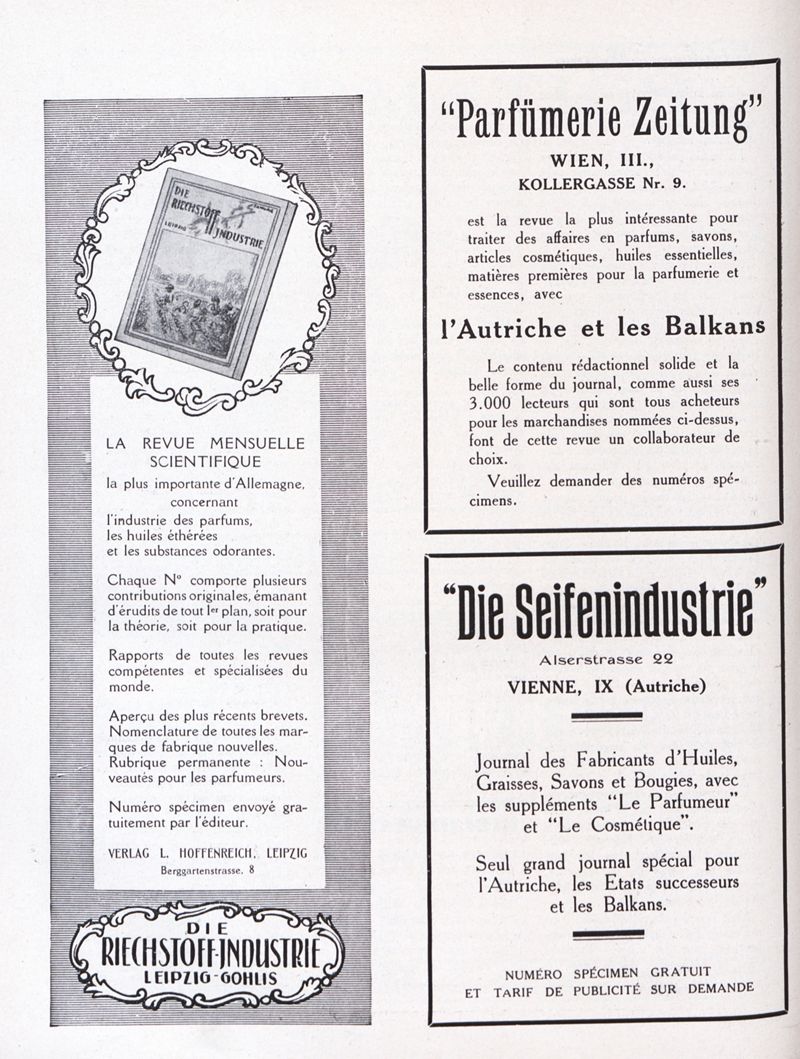 DIE
RIECHSTOFF
LEIPZIG
INDUSTRIE
LA REVUE MENSUELLE
SCIENTIFIQUE
la plus importante d'Allemagne,
concernant
l'industrie des parfums,
les huiles éthérées
et les substances odorantes.
Chaque N° comporte plusieurs
contributions originales, émanant
d'érudits de tout 1er plan, soit pour
la théorie, soit pour la pratique.
Rapports de toutes les revues
compétentes et spécialisées du
monde.
Aperçu des plus récents brevets.
Nomenclature de toutes les mar-
ques de fabrique nouvelles.
Rubrique permanente : Nou-
veautés pour les parfumeurs.
Numéro spécimen envoyé gra-
tuitement par l'éditeur.
VERLAG L. HOFFENREICH, LEIPZIG
Berggartenstrasse, 8
DIE
RIECHSTOFF-INDUSTRIE
LEIPZIG-GOHLIS
"Parfümerie Zeitung"
WIEN, III.,
KOLLERGASSE Nr. 9.
est la revue la plus intéressante pour
traiter des affaires en parfums, savons,
articles cosmétiques, huiles essentielles,
matières premières pour la parfumerie et
essences, avec
l'Autriche et les Balkans
Le contenu rédactionnel solide et la
belle forme du journal, comme aussi ses
3.000 lecteurs qui sont tous acheteurs
pour les marchandises nommées ci-dessus,
font de cette revue un collaborateur de
choix.
Veuillez demander des numéros spé-
cimens.
"Die Seifenindustrie"
Alserstrasse 22
VIENNE, IX (Autriche)
Journal des Fabricants d'Huiles,
Graisses, Savons et Bougies, avec
les suppléments "Le Parfumeur"
et "Le Cosmétique".
Seul grand journal spécial pour
l'Autriche, les Etats successeurs
et les Balkans.
NUMÉRO SPÉCIMEN GRATUIT
ET TARIF DE PUBLICITÉ SUR DEMANDE